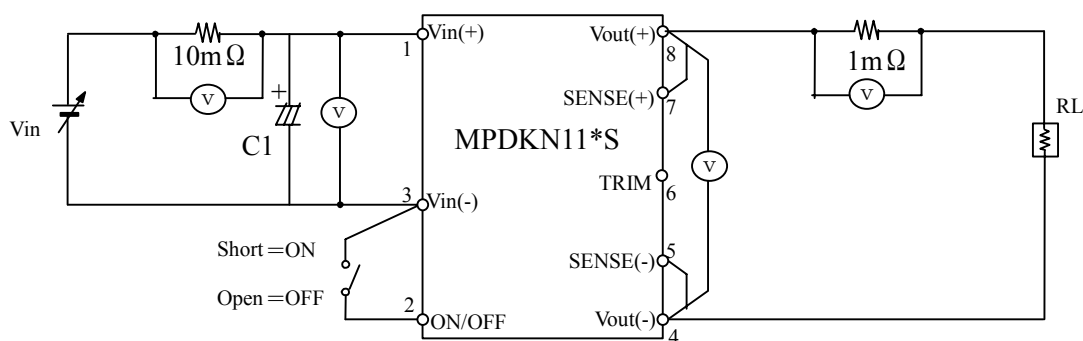 Vin
10mΩ
V
+
C1
V
1
Vin(+)
3
Vin(-)
Short=ON
Open=OFF
2
ON/OFF
MPDKN11*S
Vout(+)
8
SENSE(+)
7
TRIM
6
5
SENSE(-)
Vout(-)
4
V
1mΩ
V
RL